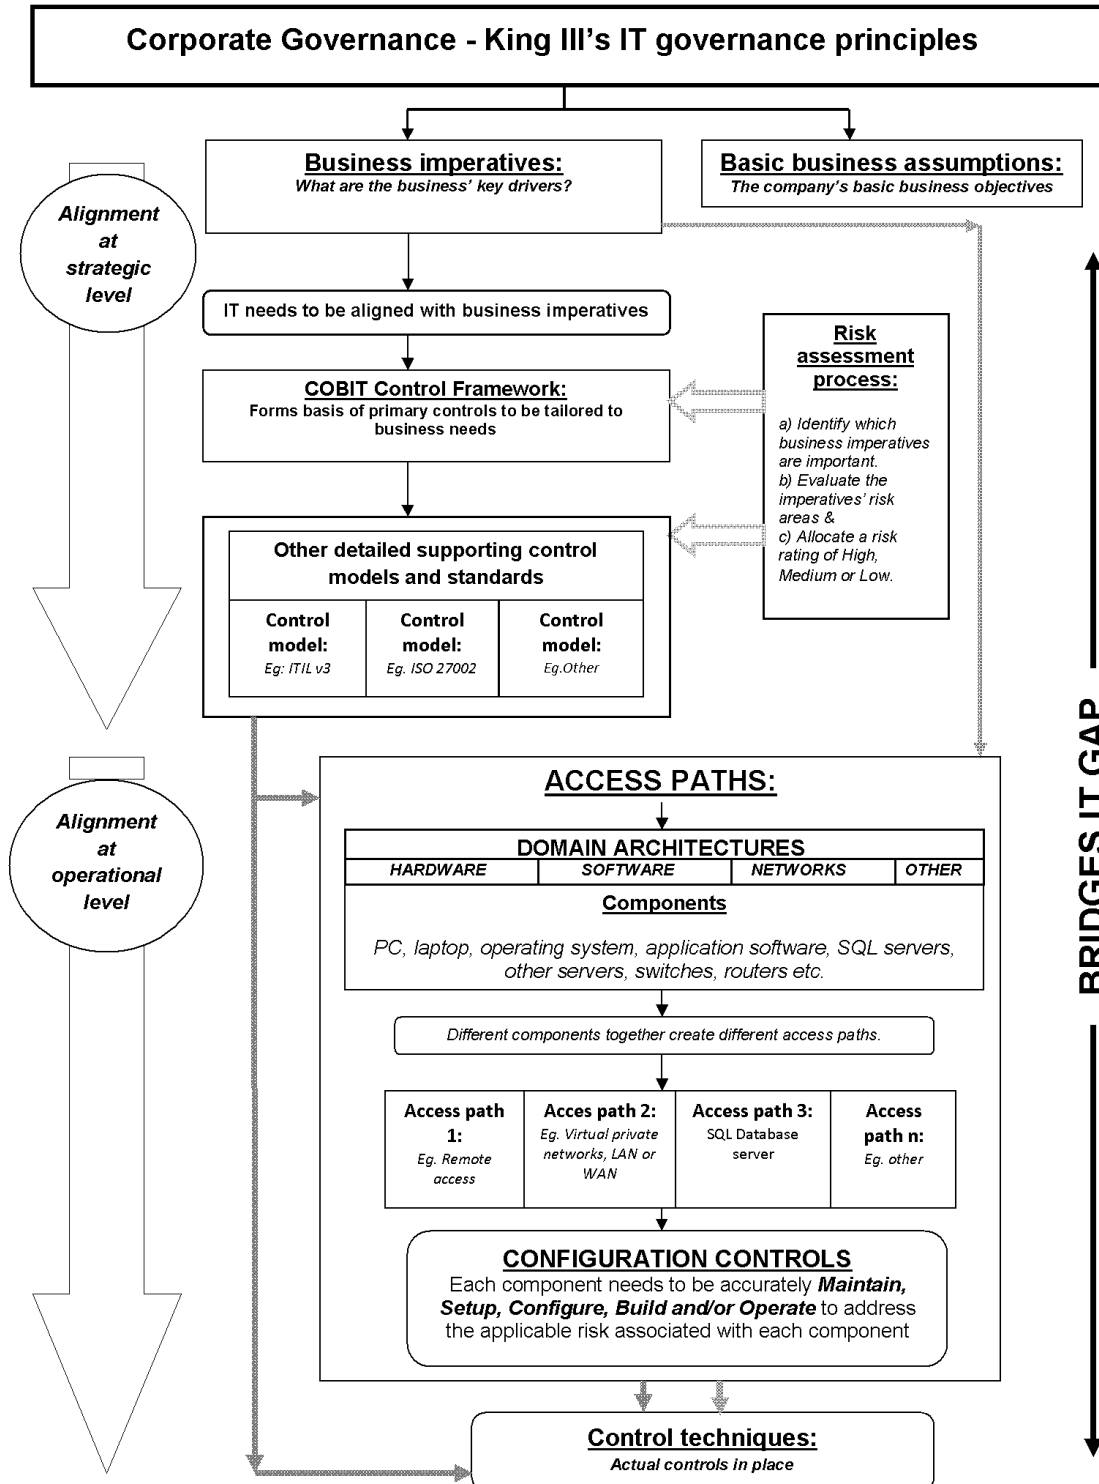 Corporate Governance - King III's IT governance principles
Business imperatives:
What are the business' key drivers?
Basic business assumptions:
The company's basic business objectives
Alignment
at
strategic
level
IT needs to be aligned with business imperatives
COBIT Control Framework:
Forms basis of primary controls to be tailored to
business needs
Risk
assessment
process:
a) Identify which
business imperatives
are important.
b) Evaluate the
imperatives' risk
areas &
c) Allocate a risk
rating of High,
Medium or Low.
Other detailed supporting control
models and standards
Control
model:
Eg: ITIL v3
Control
model:
Eg. ISO 27002
Control
model:
Eg.Other
BRIDGES IT GAP
Alignment
at
operational
level
ACCESS PATHS:
DOMAIN ARCHITECTURES
HARDWARE
SOFTWARE
NETWORKS
OTHER
Components
PC, laptop, operating system, application software, SQL servers,
other servers, switches, routers etc.
Different components together create different access paths.
Access path
1:
Eg. Remote
access
Acces path 2:
Eg. Virtual private
networks, LAN or
WAN
Access path 3:
SQL Database
server
Access
path n:
Eg. other
CONFIGURATION CONTROLS
Each component needs to be accurately Maintain,
Setup, Configure, Build and/or Operate to address
the applicable risk associated with each component
Control techniques:
Actual controls in place